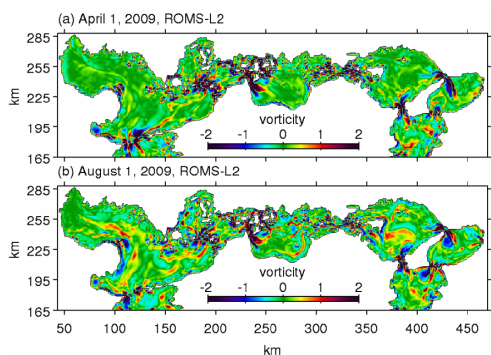 (a) April 1, 2009, ROMS-L2
285
255
225
195
165
km
vorticity
-2 -1 0 1 2
(b) August 1, 2009, ROMS-L2
285
255
225
195
165
km
vorticity
-2 -1 0 1 2
50 100 150 200 250 300 350 400 450
km